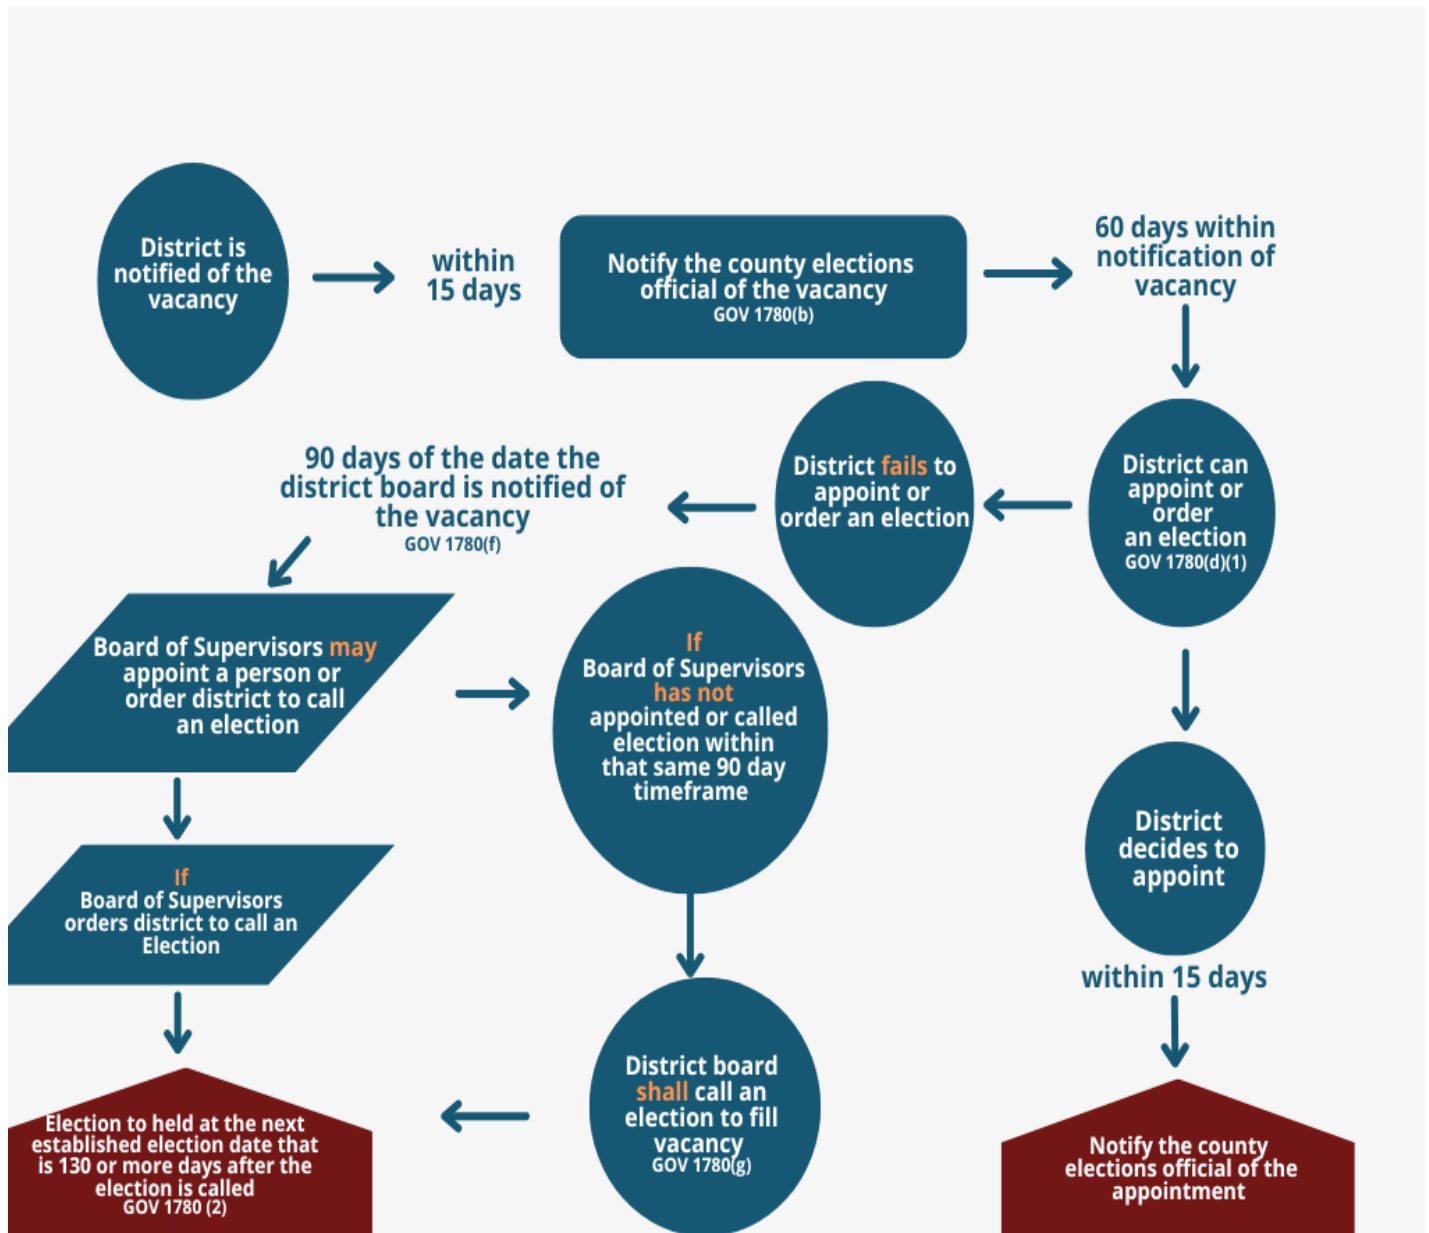 District is
notified of the
vacancy
within
15 days
Notify the county elections
official of the vacancy
GOV 1780(b)
60 days within
notification of
vacancy
District can
appoint or
order
an election
GOV 1780(d)(1)
District fails to
appoint or
order an election
90 days of the date the
district board is notified of
the vacancy
GOV 1780(f)
Board of Supervisors may
appoint a person or
order district to call
an election
If
Board of Supervisors
has not
appointed or called
election within
that same 90 day
timeframe
District
decides to
appoint
within 15 days
If
Board of Supervisors
orders district to call an
Election
District board
shall call an
election to fill
vacancy
GOV 1780(g)
Election to held at the next
established election date that
is 130 or more days after the
election is called
GOV 1780 (2)
Notify the county
elections official of the
appointment